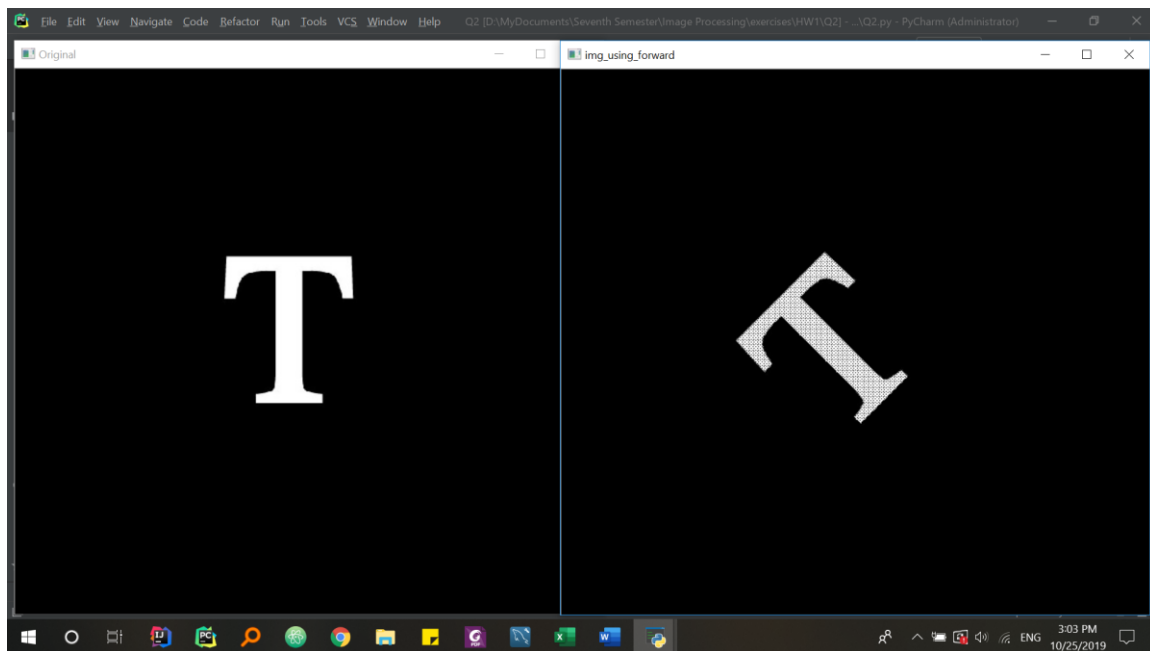 File Edit View Navigate Code Refactor Run Tools VCS Window Help Q2 [D:\MyDocuments\Seventh Semester\Image Processing\exercises\HW1\Q2] - ...\Q2.py - PyCharm (Administrator)
Original
img_using_forward
T
T
ENG
3:03 PM
10/25/2019